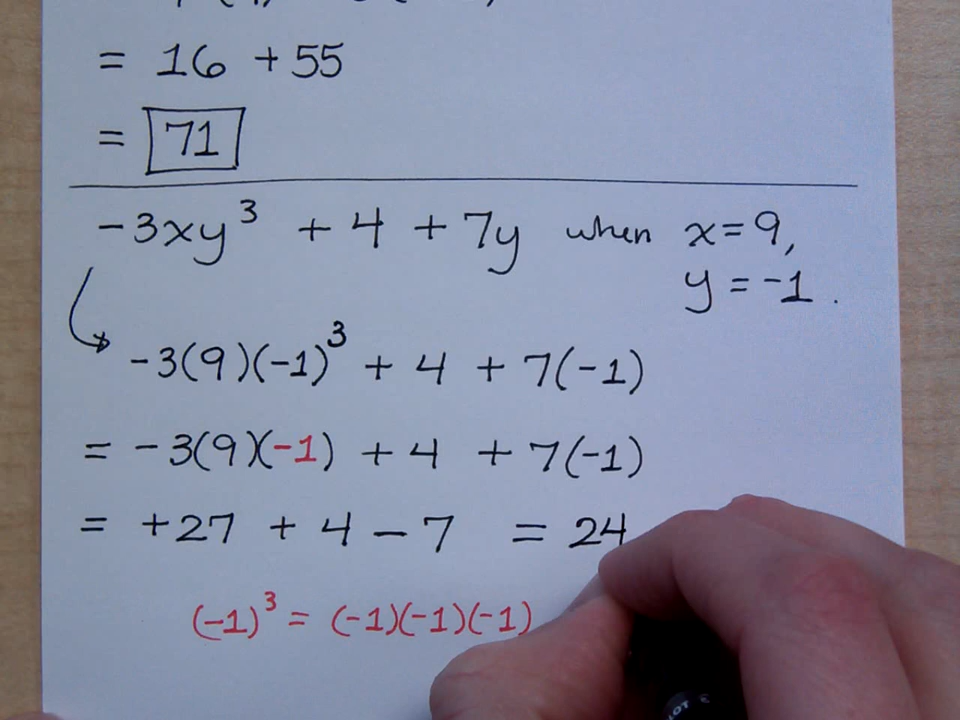 = 16 + 55
= 71
-3xy³ + 4 + 7y when x = 9,
y = -1.
-3(9)(-1)³ + 4 + 7(-1)
= -3(9)(-1) + 4 + 7(-1)
= +27 + 4 - 7 = 24
(-1)³ = (-1)(-1)(-1)